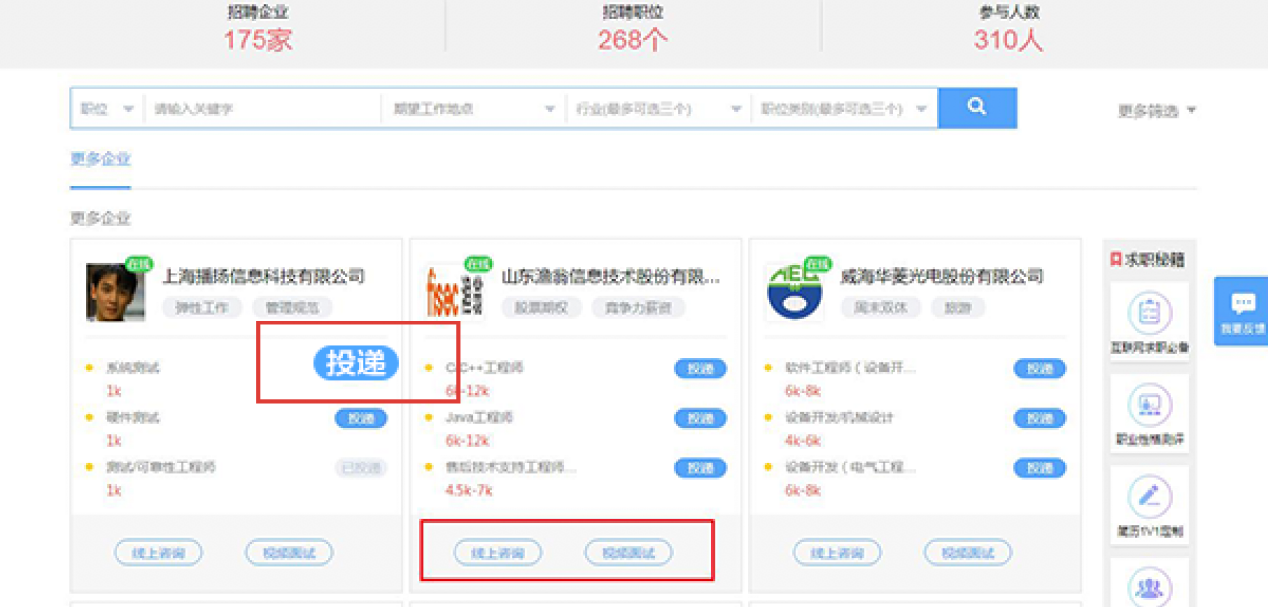 招聘企业
招聘职位
参与人数
175家
268个
310人
职位
请输入关键字
期望工作地点
行业(最多可选三个)
职位类别(最多可选三个)
更多筛选
更多企业
更多企业
在线
上海播扬信息科技有限公司
弹性工作
管理规范
系统测试
投递
1k
硬件测试
投递
1k
测试/可靠性工程师
已投递
1k
线上咨询
视频面试
在线
hsec
山东渔翁信息技术股份有限...
股票期权
竞争力薪资
C/C++工程师
投递
6k-12k
Java工程师
投递
6k-12k
售后技术支持工程师...
投递
4.5k-7k
线上咨询
视频面试
在线
威海华菱光电股份有限公司
周末双休
旅游
软件工程师（设备开...
投递
6k-8k
设备开发/机械设计
投递
4k-6k
设备开发（电气工程...
投递
6k-8k
线上咨询
视频面试
求职秘籍
互联网求职必备
职业性格测评
简历1V1定制
我要反馈